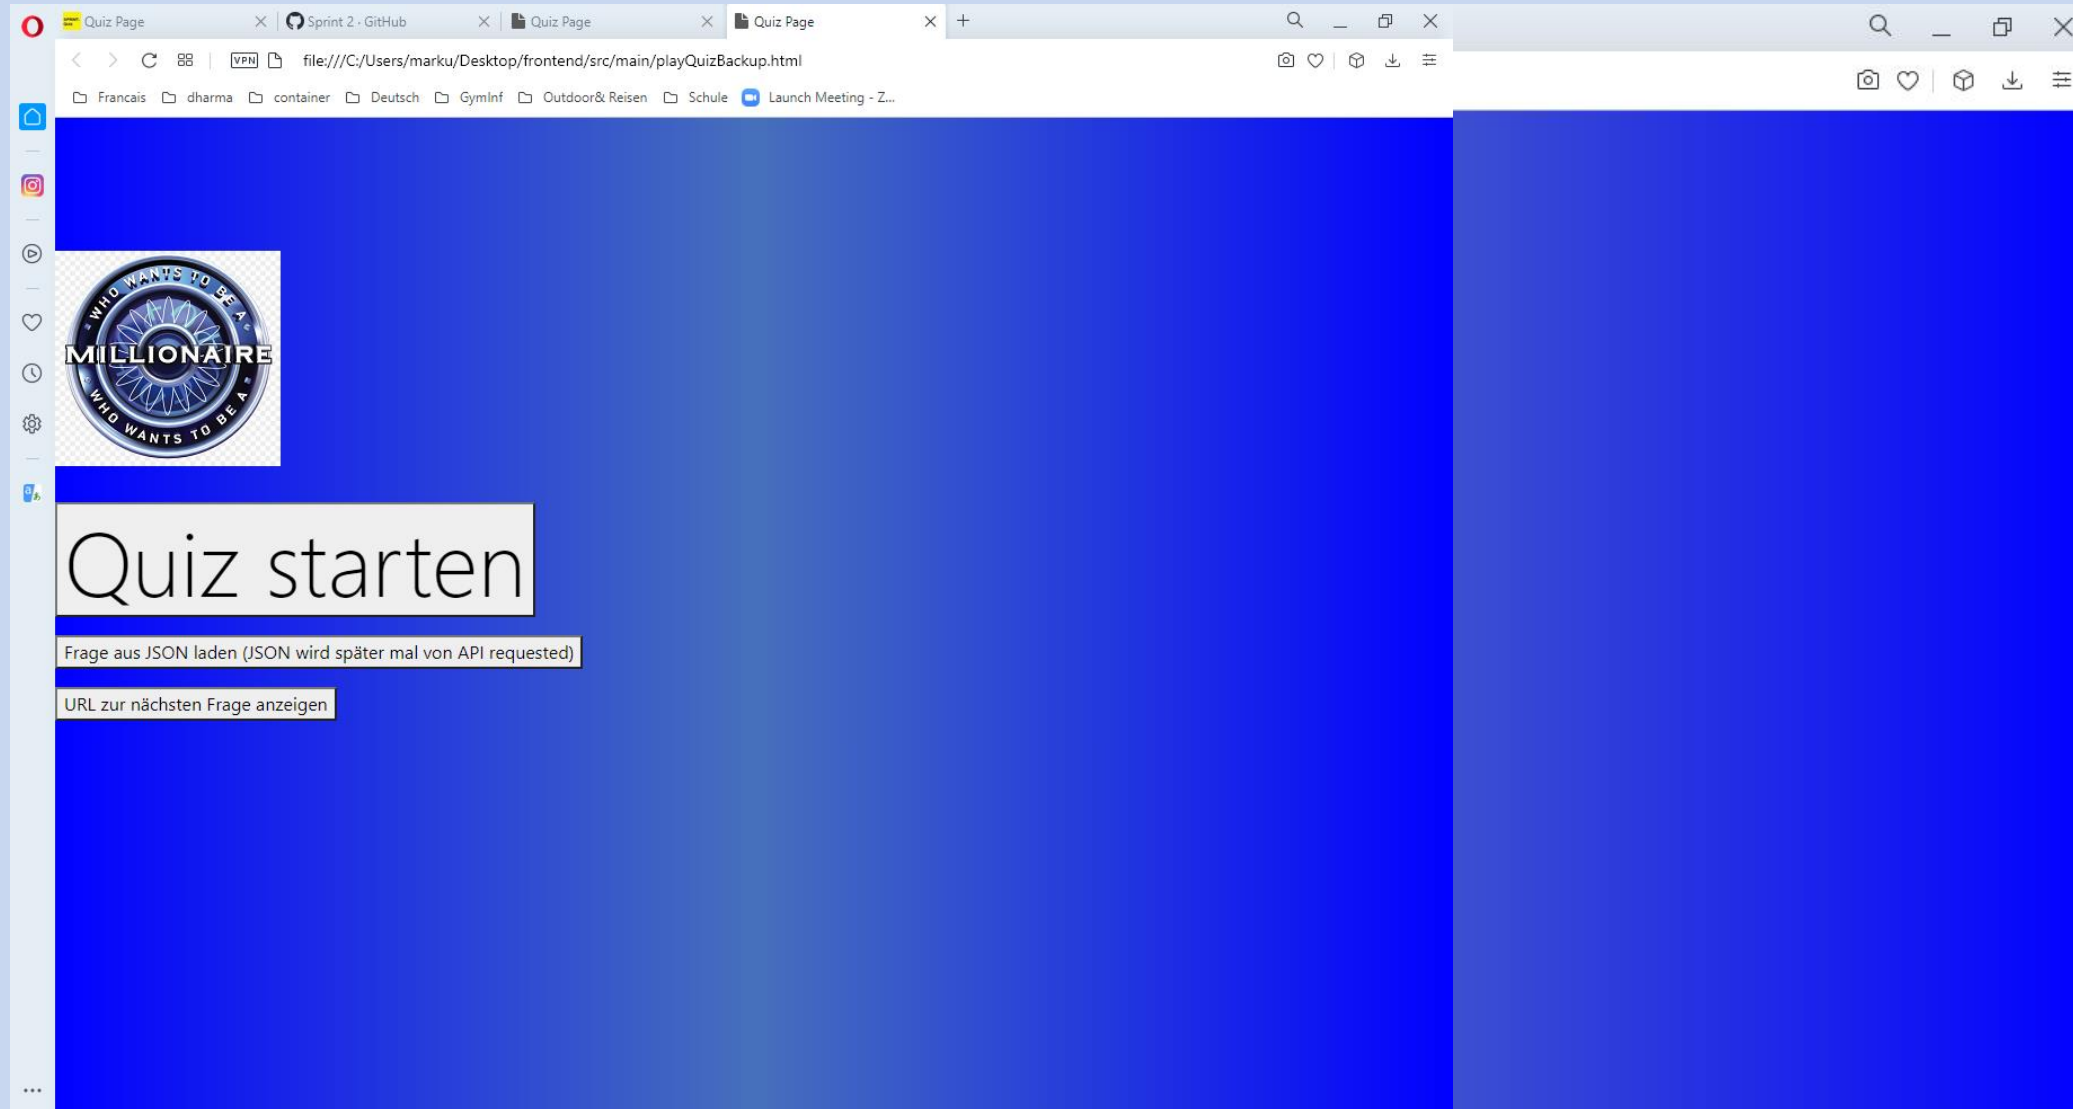 Quiz Page
Sprint 2 · GitHub
Quiz Page
Quiz Page
VPN
file:///C:/Users/marku/Desktop/frontend/src/main/playQuizBackup.html
Francais
dharma
container
Deutsch
GymInf
Outdoor& Reisen
Schule
Launch Meeting - Z...
WHO WANTS TO BE A
MILLIONAIRE
WHO WANTS TO BE A
Quiz starten
Frage aus JSON laden (JSON wird später mal von API requested)
URL zur nächsten Frage anzeigen